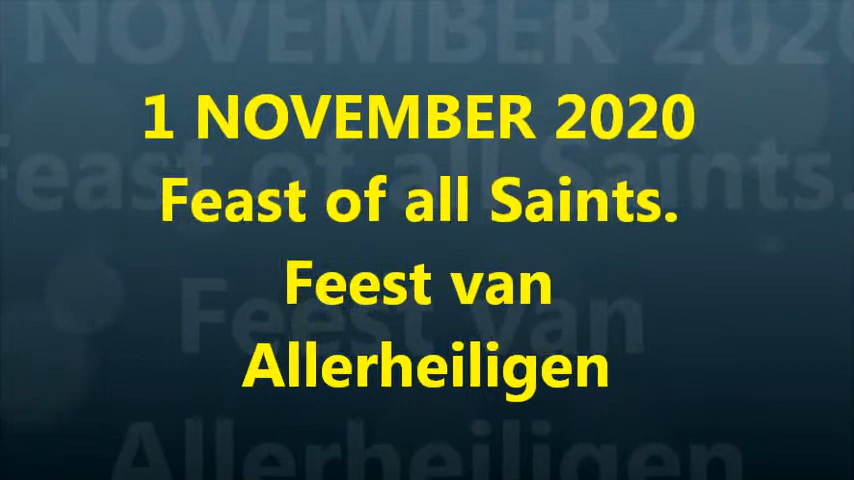 1 NOVEMBER 2020
Feast of all Saints.
Feest van
Allerheiligen